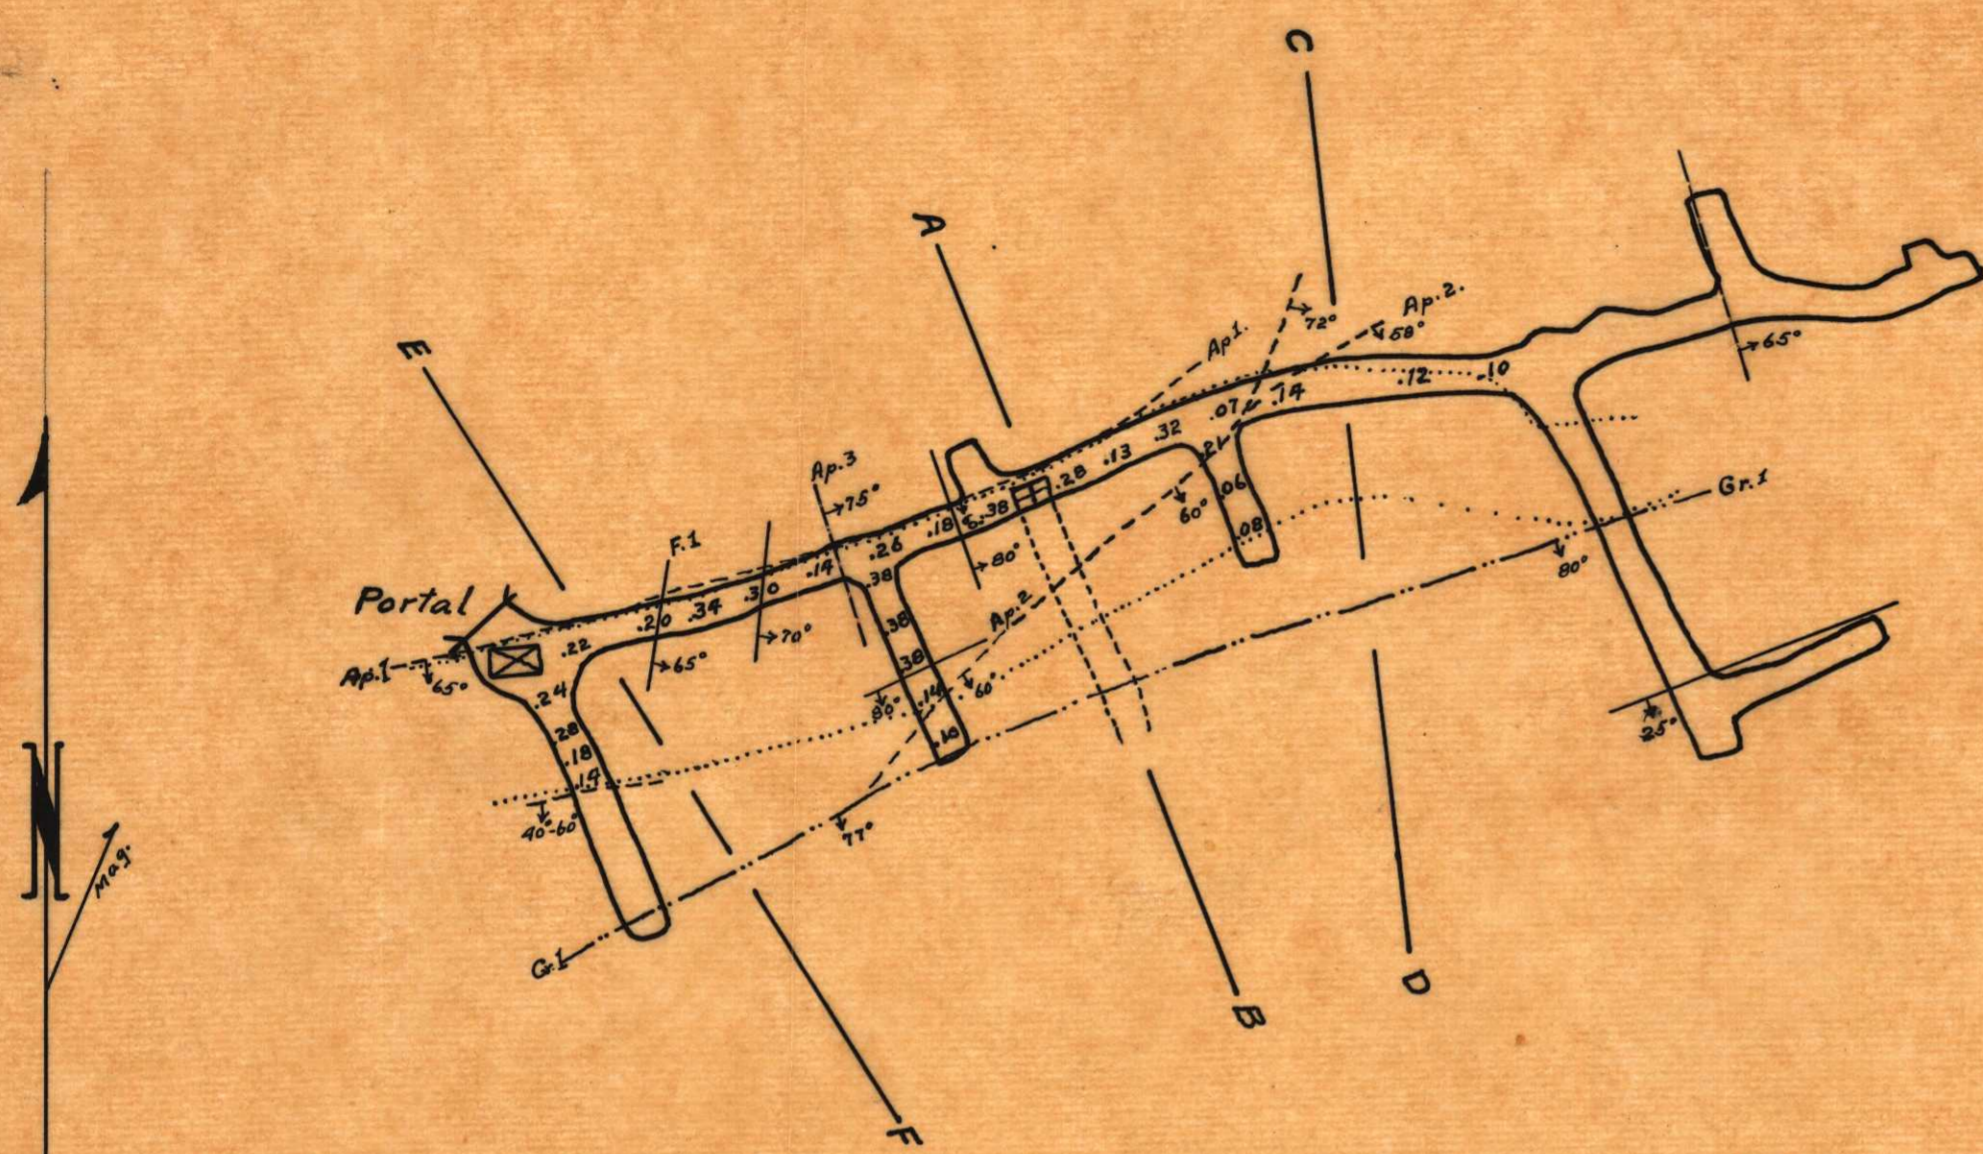 C
A
E
Ap.2.
58°
72°
Ap1.
65°
.10
.12
.14
.07
.32
.21
.13
.28
.06
.08
Gr.1
80°
60°
Ap.3
75°
.38
.18
.26
.14
.38
80°
F.1
.30
.34
.20
70°
65°
Portal
.22
Ap.1
65°
.24
.28
.18
.14
40°-60°
.38
.38
.14
.10
80°
60°
Ap.2
77°
Gr.1
25°
N
Mag.
B
D
F